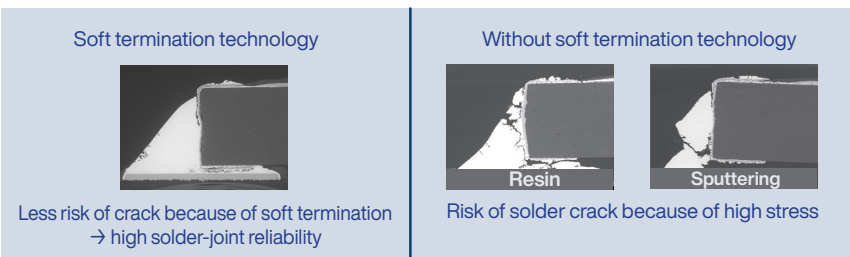 Soft termination technology
Less risk of crack because of soft termination
→ high solder-joint reliability
Without soft termination technology
Resin
Sputtering
Risk of solder crack because of high stress